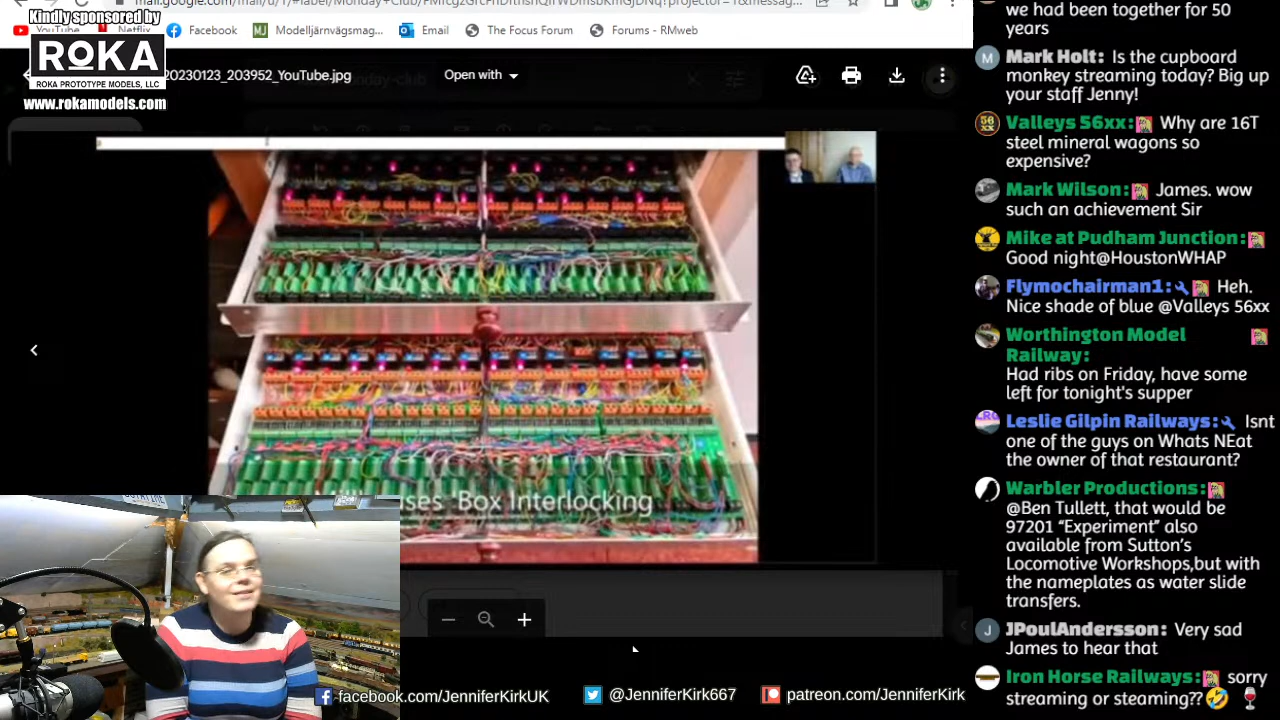 Kindly sponsored by
YouTube
Netflix
Facebook
Modelljärnvägsmag...
Email
The Focus Forum
Forums - RMweb
ROKA
ROKA PROTOTYPE MODELS, LLC
www.rokamodels.com
20230123_203952_YouTube.jpg
Open with
ses 'Box Interlocking
facebook.com/JenniferKirkUK
@JenniferKirk667
patreon.com/JenniferKirk
we had been together for 50
years
Mark Holt: Is the cupboard
monkey streaming today? Big up
your staff Jenny!
Valleys 56xx: Why are 16T
steel mineral wagons so
expensive?
Mark Wilson: James. wow
such an achievement Sir
Mike at Pudham Junction:
Good night@HoustonWHAP
Flymochairman1: Heh.
Nice shade of blue @Valleys 56xx
Worthington Model
Railway:
Had ribs on Friday, have some
left for tonight's supper
Leslie Gilpin Railways: Isnt
one of the guys on Whats NEat
the owner of that restaurant?
Warbler Productions:
@Ben Tullett, that would be
97201 “Experiment” also
available from Sutton's
Locomotive Workshops,but with
the nameplates as water slide
transfers.
J
JPoulAndersson: Very sad
James to hear that
Iron Horse Railways: sorry
streaming or steaming??